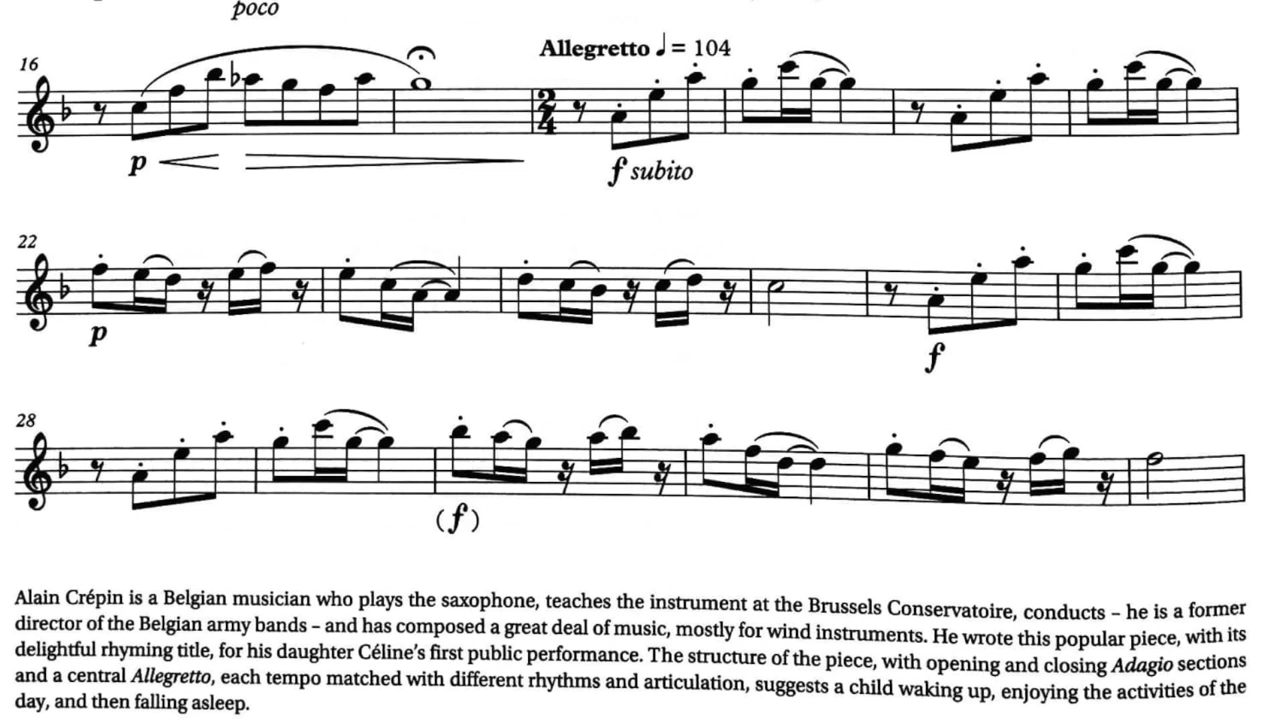 poco
Allegretto ♩ = 104
16
p
f subito
22
p
f
28
(f)
Alain Crépin is a Belgian musician who plays the saxophone, teaches the instrument at the Brussels Conservatoire, conducts – he is a former
director of the Belgian army bands – and has composed a great deal of music, mostly for wind instruments. He wrote this popular piece, with its
delightful rhyming title, for his daughter Céline's first public performance. The structure of the piece, with opening and closing Adagio sections
and a central Allegretto, each tempo matched with different rhythms and articulation, suggests a child waking up, enjoying the activities of the
day, and then falling asleep.